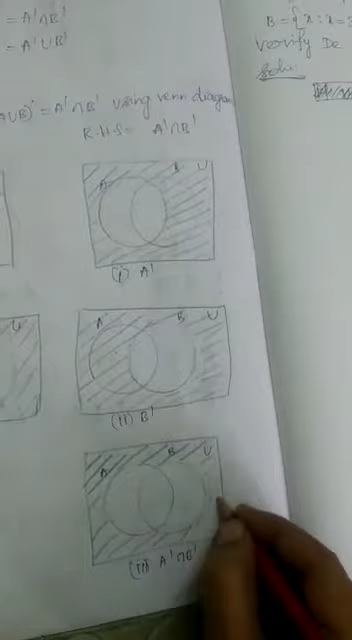 = A'∩B'
= A'∪B'
B = {x : x =
verify De
Soln:
A∪B)' = A'∩B' using venn diagram
R.H.S = A'∩B'
A B U
(i) A'
U
A B U
(ii) B'
A B U
(iii) A'∩B'